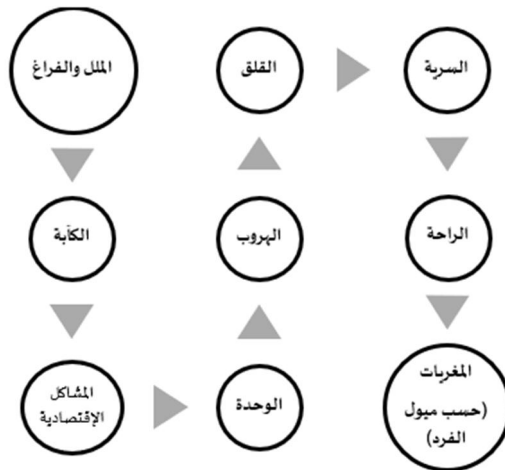 الملل والفراغ
الكآبة
المشاكل
الإقتصادية
الوحدة
الهروب
القلق
السرية
الراحة
المغريات
(حسب ميول
الفرد)